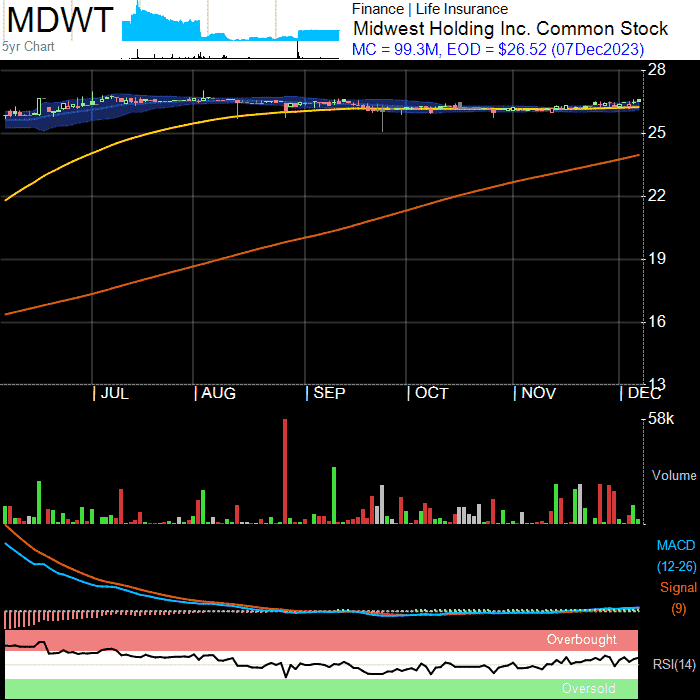 MDWT
5yr Chart
Finance | Life Insurance
Midwest Holding Inc. Common Stock
MC = 99.3M, EOD = $26.52 (07Dec2023)
28
25
22
19
16
13
| JUL | AUG | SEP | OCT | NOV | DEC
58k
Volume
MACD
(12-26)
Signal
(9)
Overbought
RSI(14)
Oversold